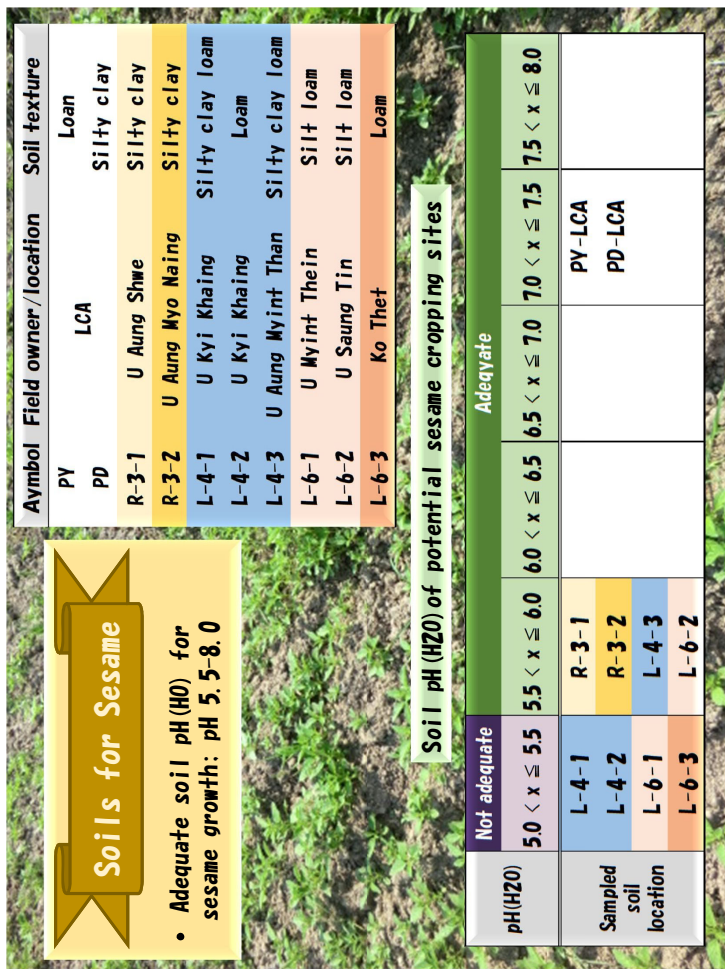 Soils for Sesame
• Adequate soil pH(HO) for
sesame growth: pH 5.5-8.0
Aymbol Field owner/location Soil texture
PY Loan
LCA
PD Silty clay
R-3-1 U Aung Shwe Silty clay
R-3-2 U Aung Myo Naing Silty clay
L-4-1 U Kyi Khaing Silty clay loam
L-4-2 U Kyi Khaing Loam
L-4-3 U Aung Myint Than Silty clay loam
L-6-1 U Myint Thein Silt loam
L-6-2 U Saung Tin Silt loam
L-6-3 Ko Thet Loam
Soil pH(H2O) of potential sesame cropping sites
pH(H2O) Not adequate Adeqyate
5.0 < x ≦ 5.5 5.5 < x ≦ 6.0 6.0 < x ≦ 6.5 6.5 < x ≦ 7.0 7.0 < x ≦ 7.5 7.5 < x ≦ 8.0
Sampled
soil
location
L-4-1 R-3-1 PY-LCA
L-4-2 R-3-2 PD-LCA
L-6-1 L-4-3
L-6-3 L-6-2